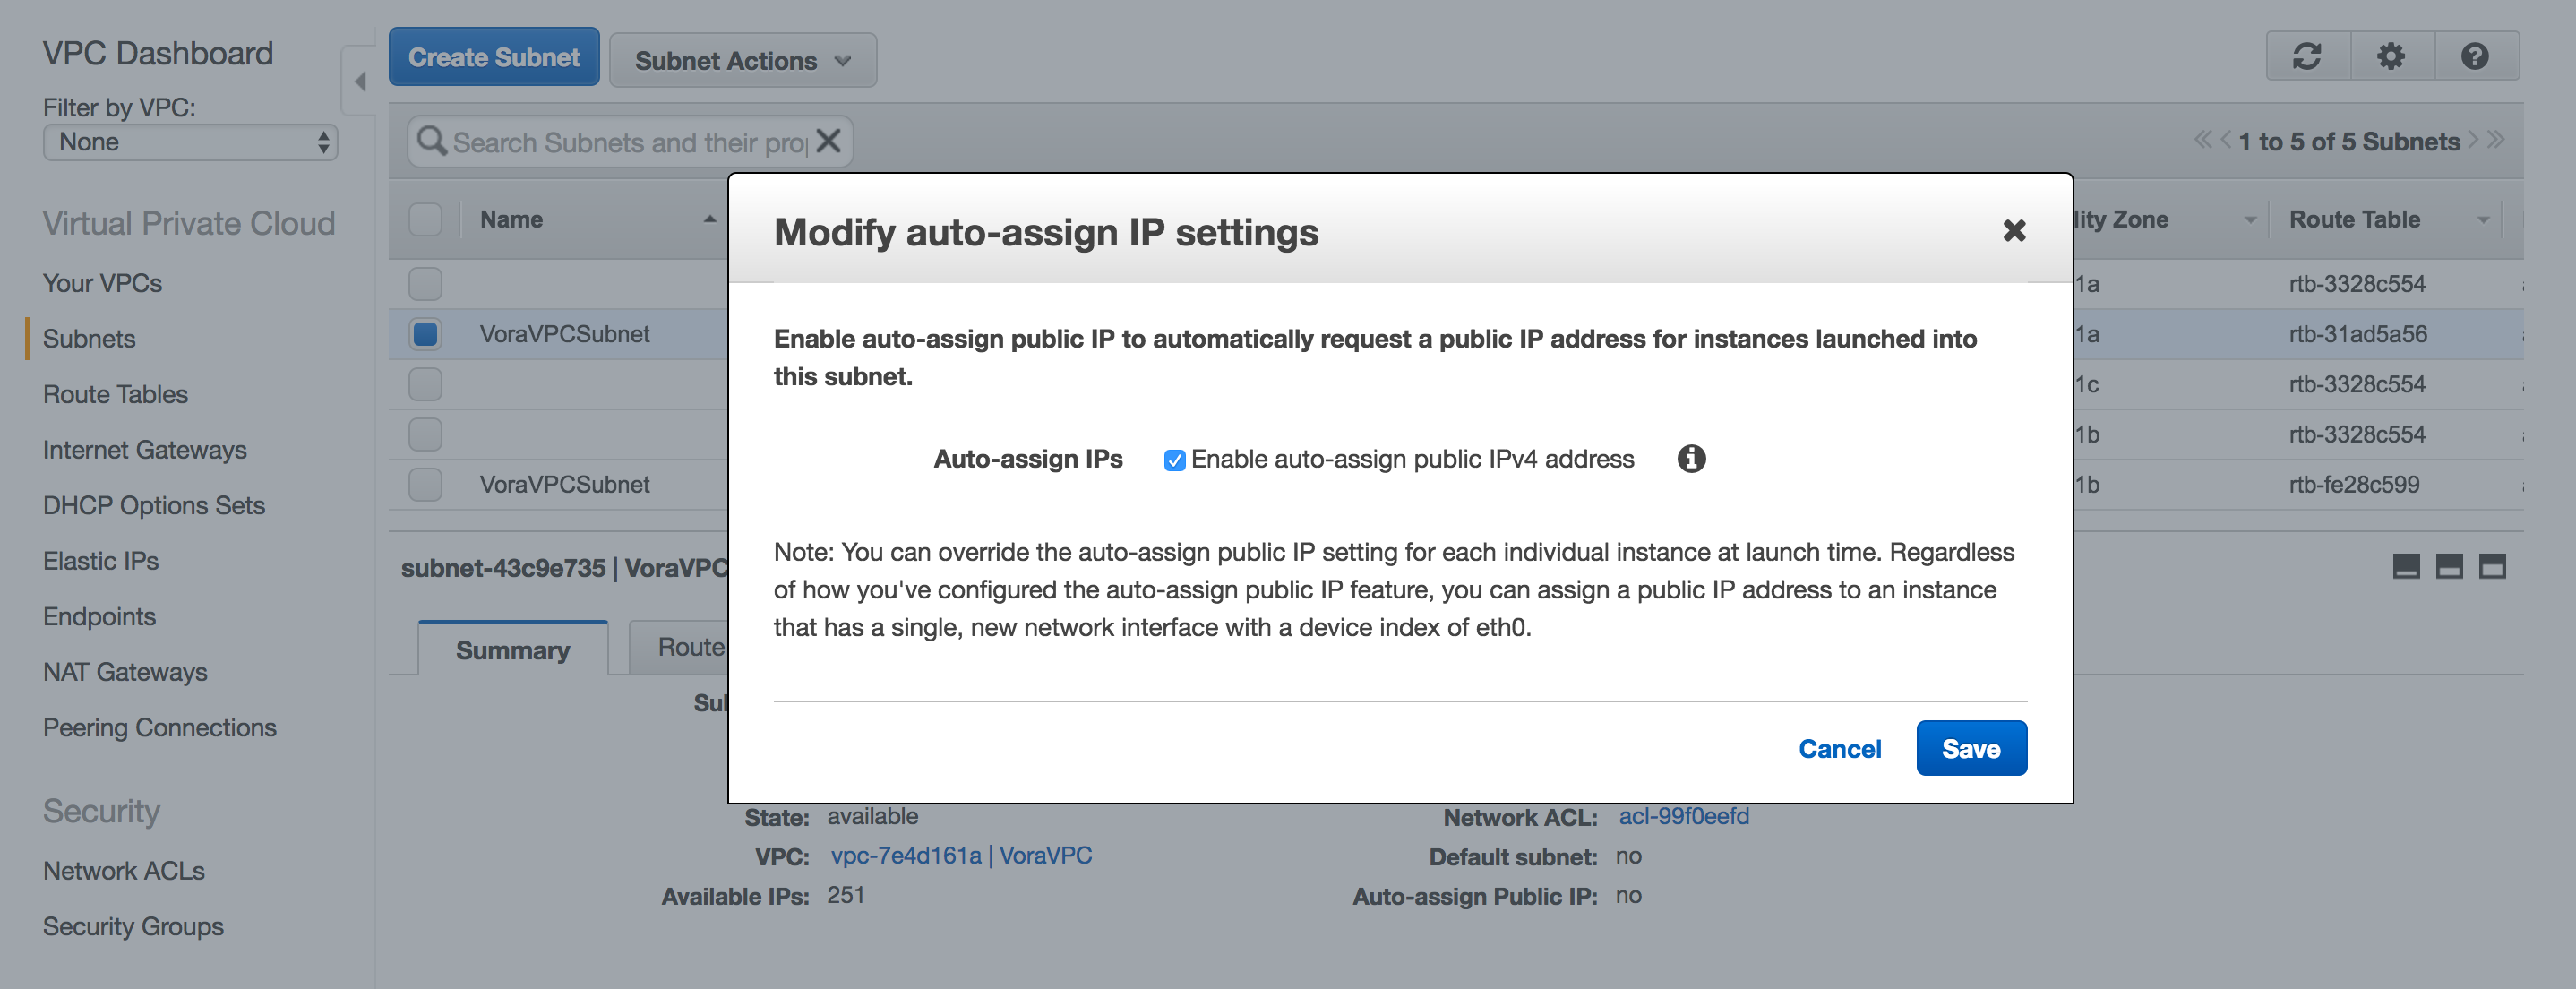 VPC Dashboard
Filter by VPC:
None
Virtual Private Cloud
Your VPCs
Subnets
Route Tables
Internet Gateways
DHCP Options Sets
Elastic IPs
Endpoints
NAT Gateways
Peering Connections
Security
Network ACLs
Security Groups
Create Subnet
Subnet Actions
Search Subnets and their pro
1 to 5 of 5 Subnets
Name
lity Zone
Route Table
1a
rtb-3328c554
VoraVPCSubnet
1a
rtb-31ad5a56
1c
rtb-3328c554
1b
rtb-3328c554
VoraVPCSubnet
1b
rtb-fe28c599
Modify auto-assign IP settings
Enable auto-assign public IP to automatically request a public IP address for instances launched into
this subnet.
Auto-assign IPs
Enable auto-assign public IPv4 address
Note: You can override the auto-assign public IP setting for each individual instance at launch time. Regardless
of how you've configured the auto-assign public IP feature, you can assign a public IP address to an instance
that has a single, new network interface with a device index of eth0.
Cancel
Save
subnet-43c9e735 | VoraVPC
Summary
Route
Sul
State: available
VPC: vpc-7e4d161a | VoraVPC
Available IPs: 251
Network ACL: acl-99f0eefd
Default subnet: no
Auto-assign Public IP: no